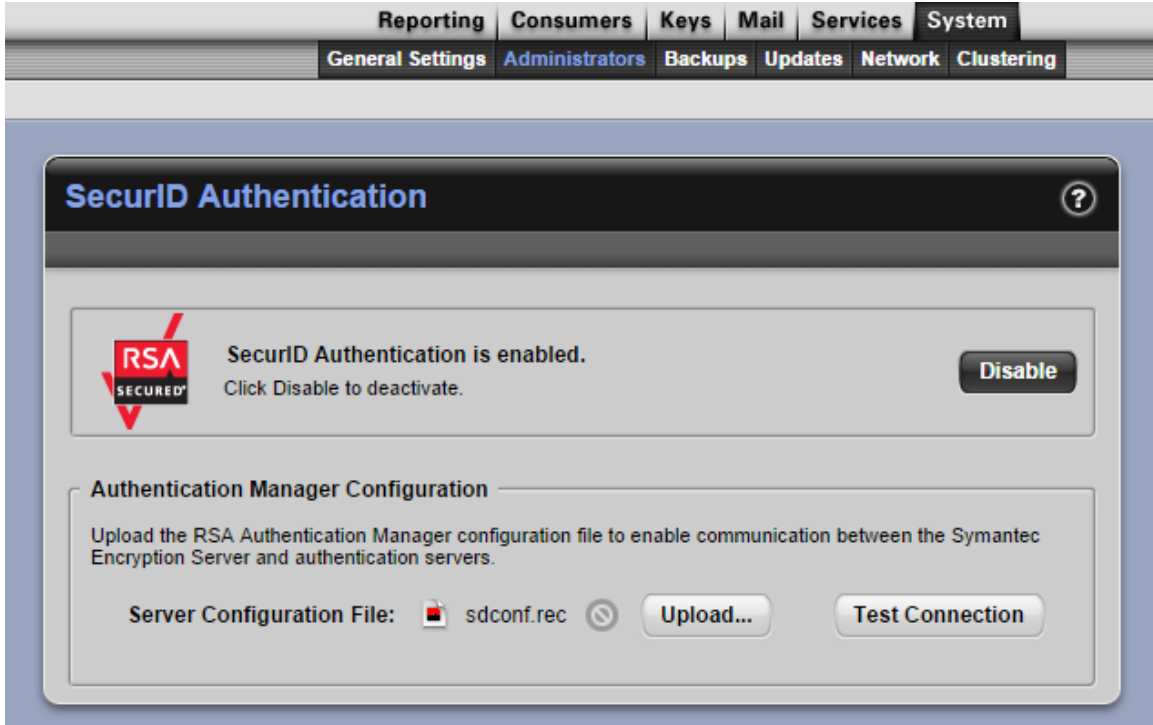 Reporting Consumers Keys Mail Services System
General Settings Administrators Backups Updates Network Clustering
SecurID Authentication
?
RSA
SECURED
SecurID Authentication is enabled.
Click Disable to deactivate.
Disable
Authentication Manager Configuration
Upload the RSA Authentication Manager configuration file to enable communication between the Symantec
Encryption Server and authentication servers.
Server Configuration File: sdconf.rec Upload... Test Connection